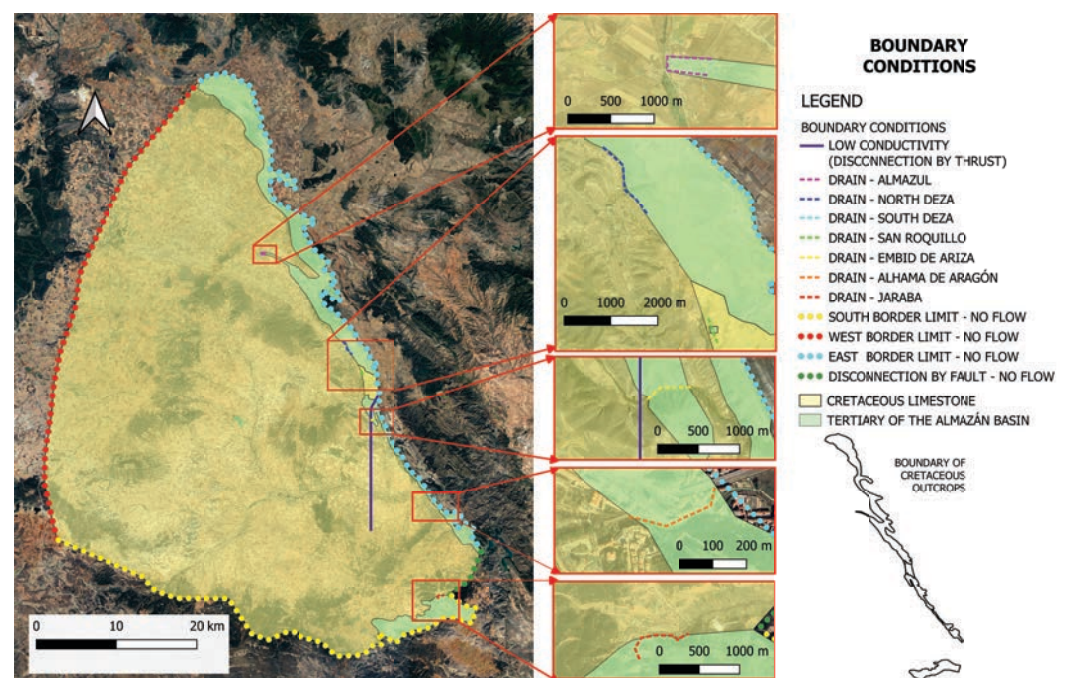 BOUNDARY
CONDITIONS
LEGEND
BOUNDARY CONDITIONS
LOW CONDUCTIVITY
(DISCONNECTION BY THRUST)
DRAIN - ALMAZUL
DRAIN - NORTH DEZA
DRAIN - SOUTH DEZA
DRAIN - SAN ROQUILLO
DRAIN - EMBID DE ARIZA
DRAIN - ALHAMA DE ARAGÓN
DRAIN - JARABA
SOUTH BORDER LIMIT - NO FLOW
WEST BORDER LIMIT - NO FLOW
EAST BORDER LIMIT - NO FLOW
DISCONNECTION BY FAULT - NO FLOW
CRETACEOUS LIMESTONE
TERTIARY OF THE ALMAZÁN BASIN
BOUNDARY OF
CRETACEOUS
OUTCROPS
0 10 20 km
0 500 1000 m
0 1000 2000 m
0 500 1000 m
0 100 200 m
0 500 1000 m